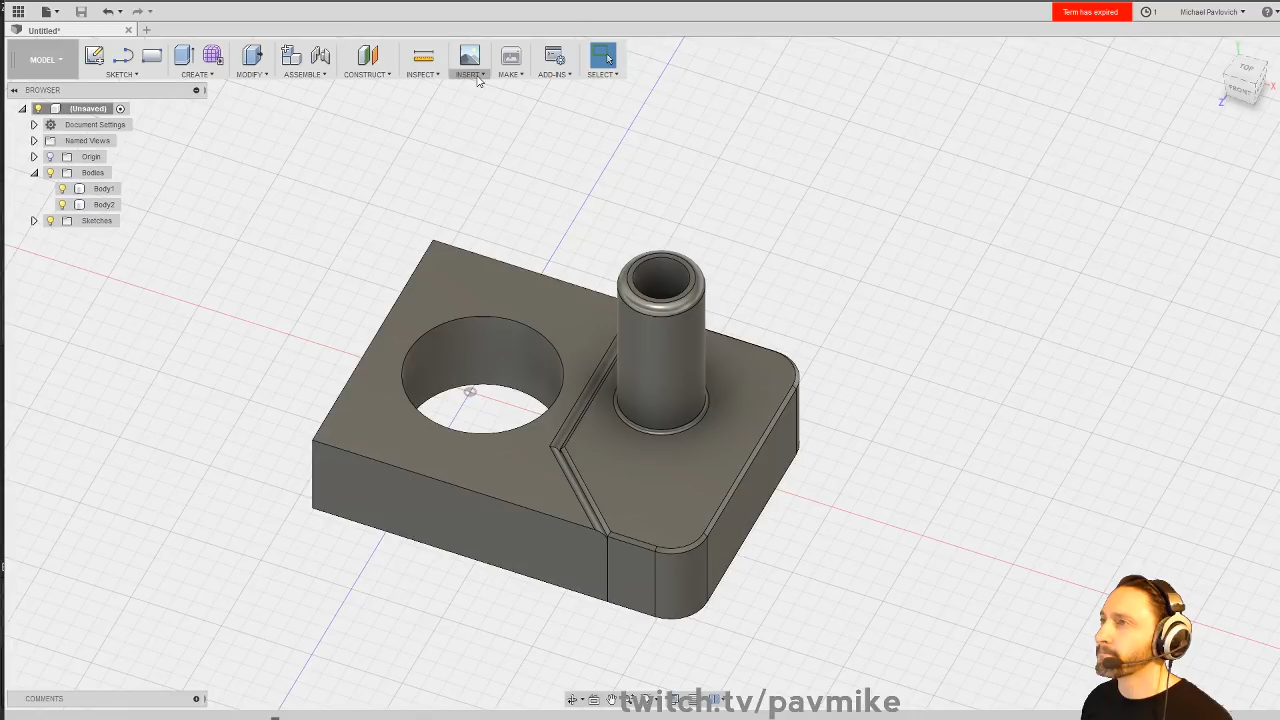 Term has expired
1
Michael Pavlovich
Untitled*
MODEL
SKETCH
CREATE
MODIFY
ASSEMBLE
CONSTRUCT
INSPECT
INSERT
MAKE
ADD-INS
SELECT
BROWSER
(Unsaved)
Document Settings
Named Views
Origin
Bodies
Body1
Body2
Sketches
TOP
FRONT
X
Y
Z
COMMENTS
twitch.tv/pavmike